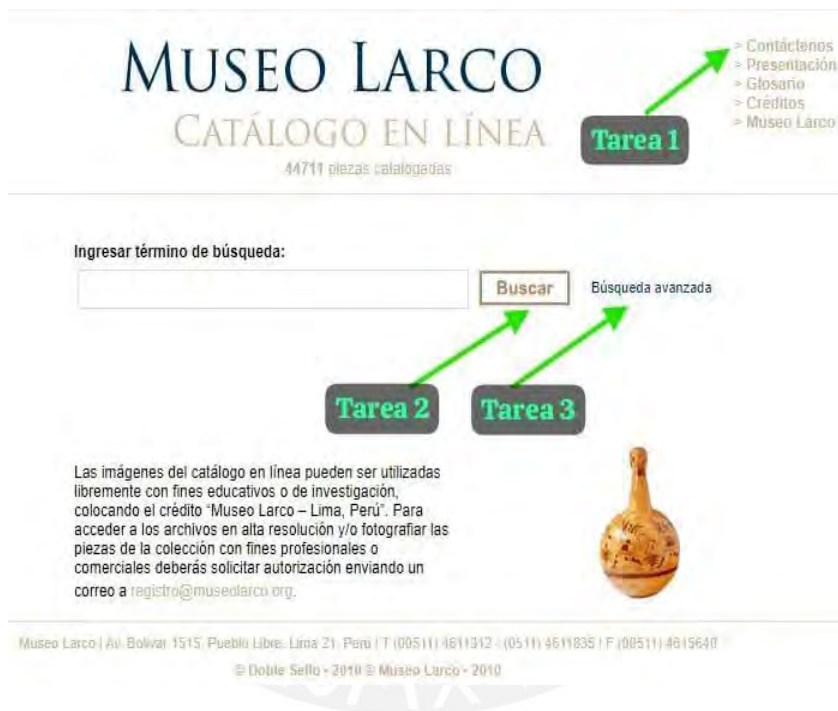 MUSEO LARCO
CATÁLOGO EN LÍNEA
44711 piezas catalogadas
> Contáctenos
> Presentación
> Glosario
> Créditos
> Museo Larco
Tarea 1
Ingresar término de búsqueda:
Buscar
Búsqueda avanzada
Tarea 2
Tarea 3
Las imágenes del catálogo en línea pueden ser utilizadas
libremente con fines educativos o de investigación,
colocando el crédito “Museo Larco – Lima, Perú”. Para
acceder a los archivos en alta resolución y/o fotografiar las
piezas de la colección con fines profesionales o
comerciales deberás solicitar autorización enviando un
correo a registro@museolarco.org.
Museo Larco | Av. Bolivar 1515, Pueblo Libre, Lima 21, Perú | T (00511) 4611312 - (0511) 4611835 | F (00511) 4615640
© Doble Sello - 2010 © Museo Larco - 2010